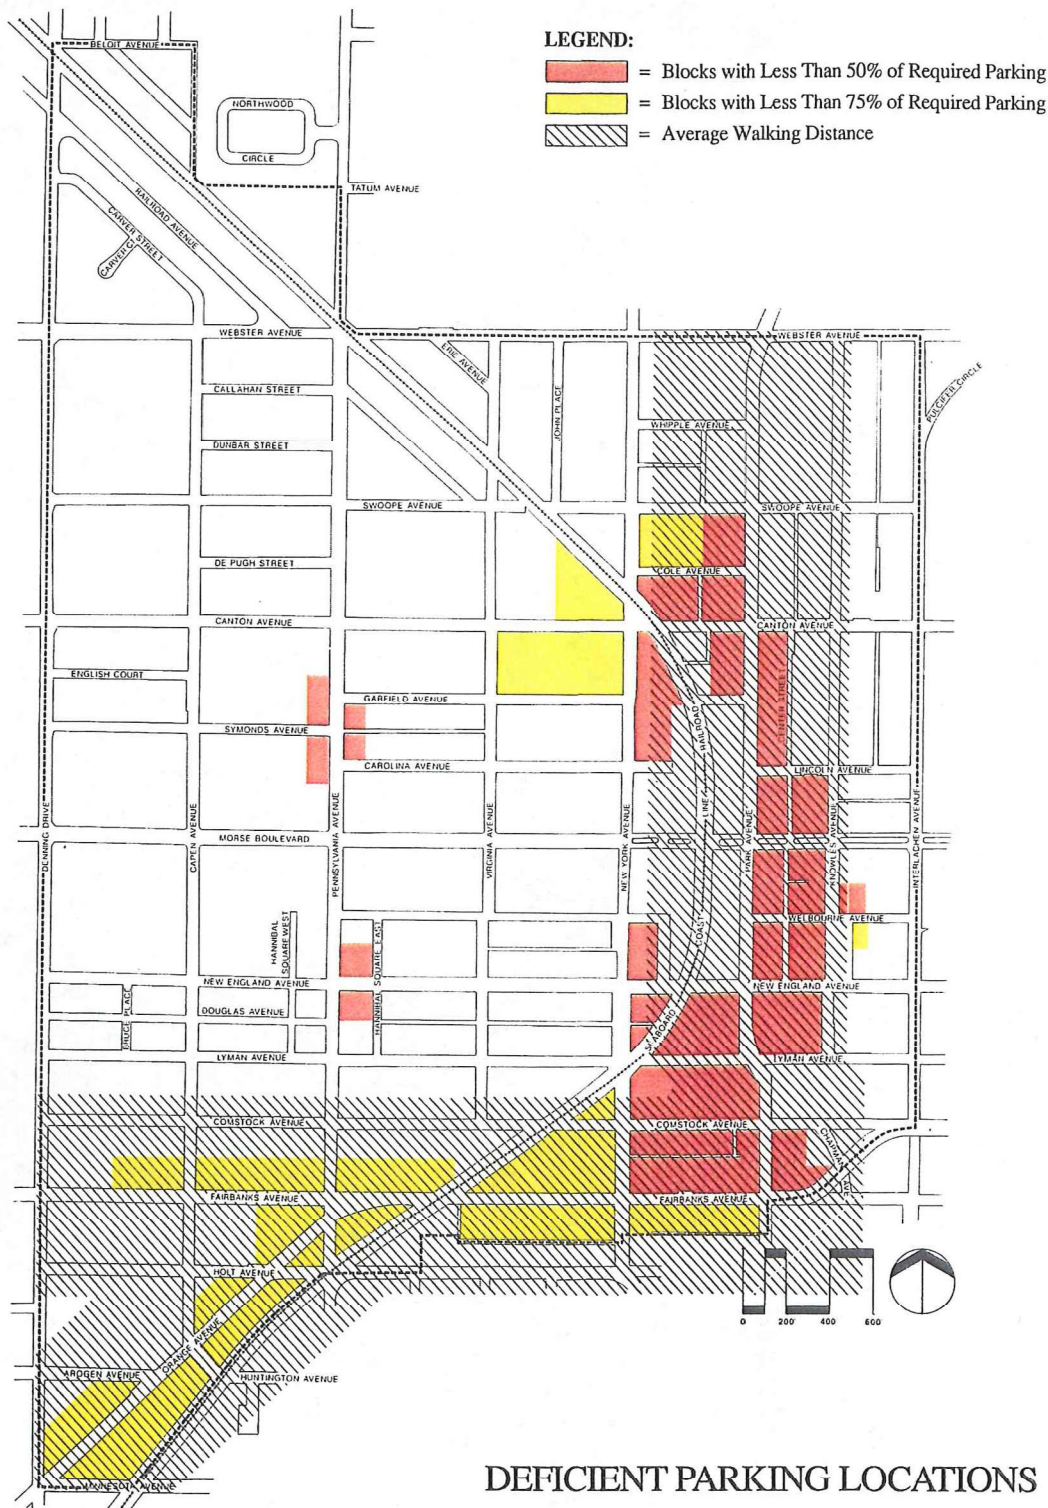 LEGEND:
= Blocks with Less Than 50% of Required Parking
= Blocks with Less Than 75% of Required Parking
= Average Walking Distance
BELOIT AVENUE
NORTHWOOD
CIRCLE
TATUM AVENUE
RAILROAD AVENUE
CARVER STREET
CARVER CT
WEBSTER AVENUE
WEBSTER AVENUE
ERIE AVENUE
PULCIFER CIRCLE
CALLAHAN STREET
JOHN PLACE
WHIPPLE AVENUE
DUNBAR STREET
SWOOPE AVENUE
SWOOPE AVENUE
DE PUGH STREET
COLE AVENUE
CANTON AVENUE
CANTON AVENUE
ENGLISH COURT
GARFIELD AVENUE
CENTER STREET
SYMONDS AVENUE
RAILROAD
CAROLINA AVENUE
LINCOLN AVENUE
DENNING DRIVE
CAPEN AVENUE
PENNSYLVANIA AVENUE
VIRGINIA AVENUE
NEW YORK AVENUE
LINE
PARK AVENUE
KNOWLES AVENUE
INTERLACHEN AVENUE
MORSE BOULEVARD
WELBOURNE AVENUE
HANNIBAL
SQUARE WEST
HANNIBAL SQUARE EAST
COAST
NEW ENGLAND AVENUE
NEW ENGLAND AVENUE
BRUCE PLACE
DOUGLAS AVENUE
SEABOARD
LYMAN AVENUE
LYMAN AVENUE
COMSTOCK AVENUE
COMSTOCK AVENUE
CHAPMAN AVE
FAIRBANKS AVENUE
FAIRBANKS AVENUE
HOLT AVENUE
0 200 400 600
ORANGE AVENUE
HUNTINGTON AVENUE
MINNESOTA AVENUE
DEFICIENT PARKING LOCATIONS